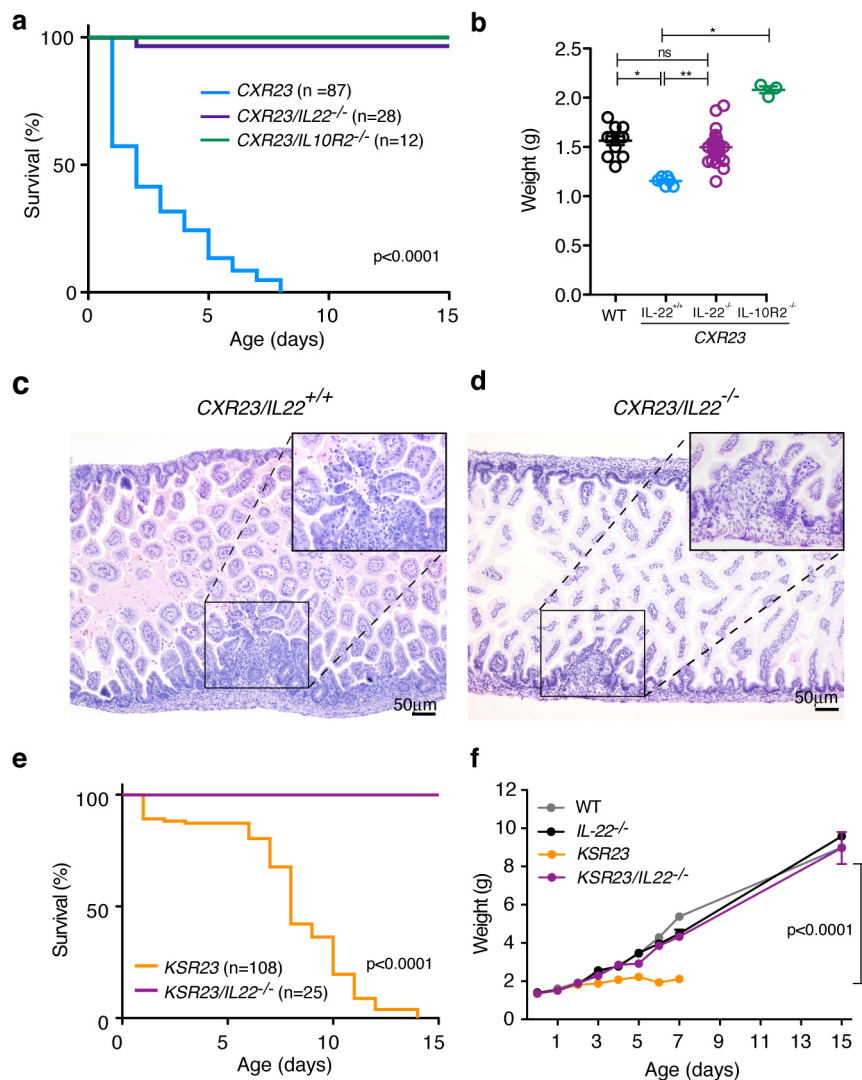 a
100
50
0
Survival (%)
CXR23 (n =87)
CXR23/IL22-/- (n=28)
CXR23/IL10R2-/- (n=12)
p<0.0001
0 5 10 15
Age (days)
b
2.5
2.0
1.5
1.0
0.5
0.0
Weight (g)
*
ns
* **
WT IL-22+/+ IL-22-/- IL-10R2-/-
CXR23
c
CXR23/IL22+/+
50µm
d
CXR23/IL22-/-
50µm
e
100
50
0
Survival (%)
KSR23 (n=108)
KSR23/IL22-/- (n=25)
p<0.0001
0 5 10 15
Age (days)
f
12
10
8
6
4
2
0
Weight (g)
WT
IL-22-/-
KSR23
KSR23/IL22-/-
p<0.0001
1 3 5 7 9 11 13 15
Age (days)